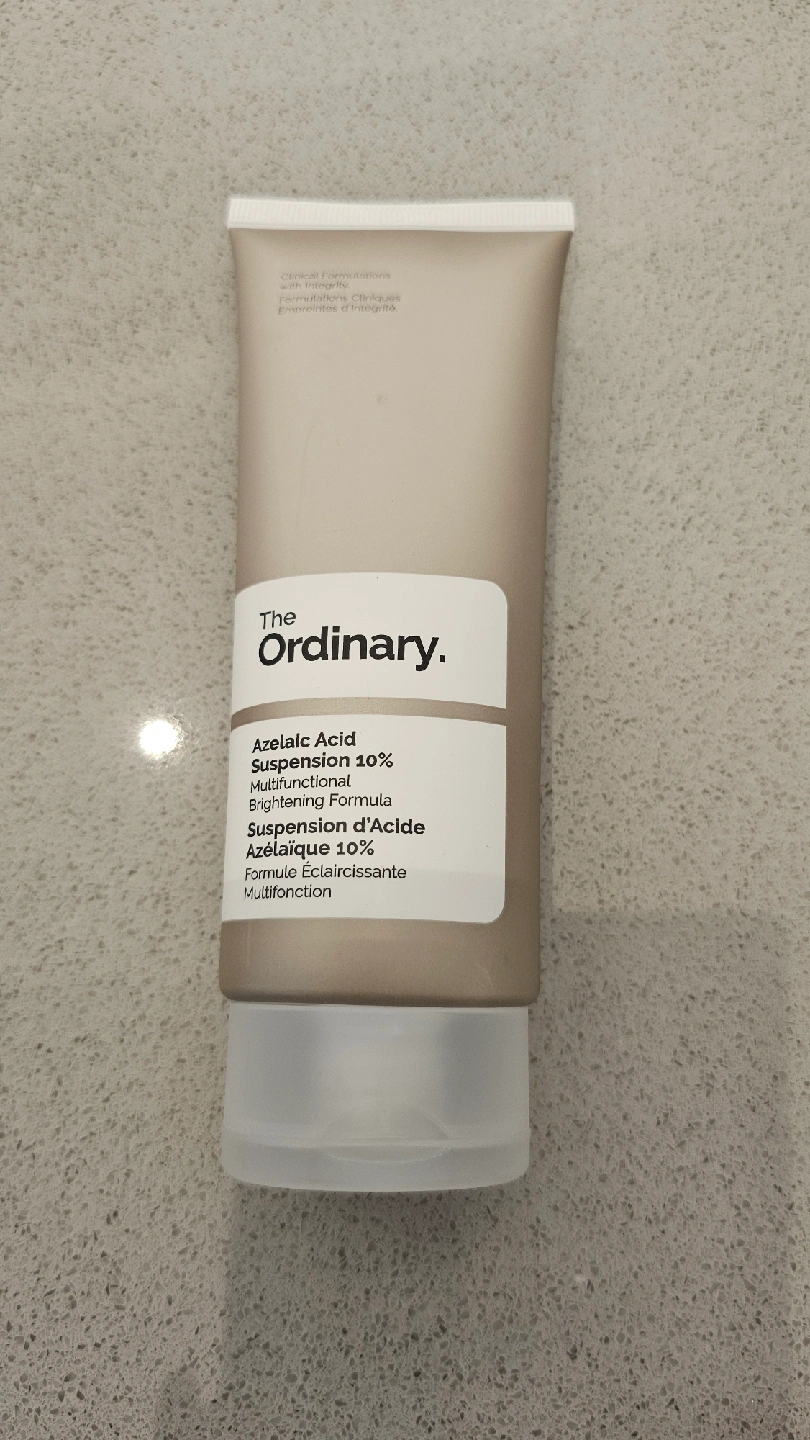 Clinical Formulations
with Integrity.
Formulations Cliniques
Empreintes d'Intégrité.
The
Ordinary.
Azelaic Acid
Suspension 10%
Multifunctional
Brightening Formula
Suspension d'Acide
Azélaïque 10%
Formule Éclaircissante
Multifonction